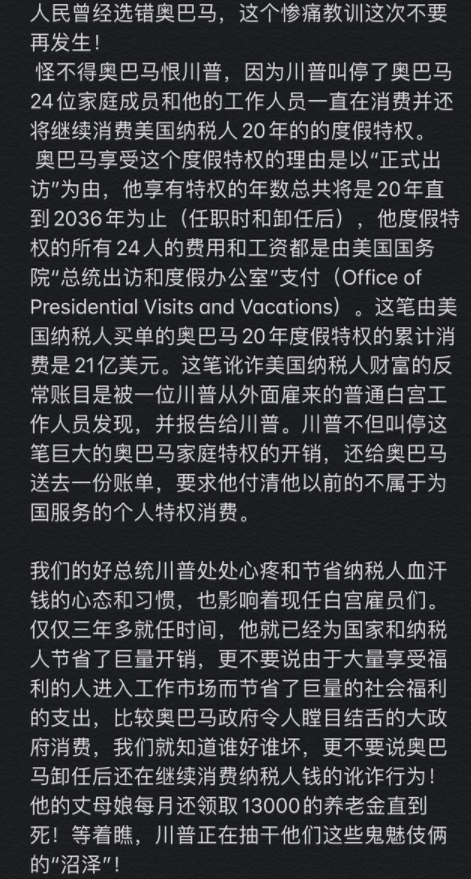 人民曾经选错奥巴马，这个惨痛教训这次不要
再发生！
怪不得奥巴马恨川普，因为川普叫停了奥巴马
24位家庭成员和他的工作人员一直在消费并还
将继续消费美国纳税人20年的的度假特权。
奥巴马享受这个度假特权的理由是以“正式出
访”为由，他享有特权的年数总共将是20年直
到2036年为止（任职时和卸任后），他度假特
权的所有24人的费用和工资都是由美国国务
院“总统出访和度假办公室”支付（Office of
Presidential Visits and Vacations）。这笔由美
国纳税人买单的奥巴马20年度假特权的累计消
费是21亿美元。这笔讹诈美国纳税人财富的反
常账目是被一位川普从外面雇来的普通白宫工
作人员发现，并报告给川普。川普不但叫停这
笔巨大的奥巴马家庭特权的开销，还给奥巴马
送去一份账单，要求他付清他以前的不属于为
国服务的个人特权消费。
我们的好总统川普处处心疼和节省纳税人血汗
钱的心态和习惯，也影响着现任白宫雇员们。
仅仅三年多就任时间，他就已经为国家和纳税
人节省了巨量开销，更不要说由于大量享受福
利的人进入工作市场而节省了巨量的社会福利
的支出，比较奥巴马政府令人瞠目结舌的大政
府消费，我们就知道谁好谁坏，更不要说奥巴
马卸任后还在继续消费纳税人钱的讹诈行为！
他的丈母娘每月还领取13000的养老金直到
死！等着瞧，川普正在抽干他们这些鬼魅伎俩
的“沼泽”！